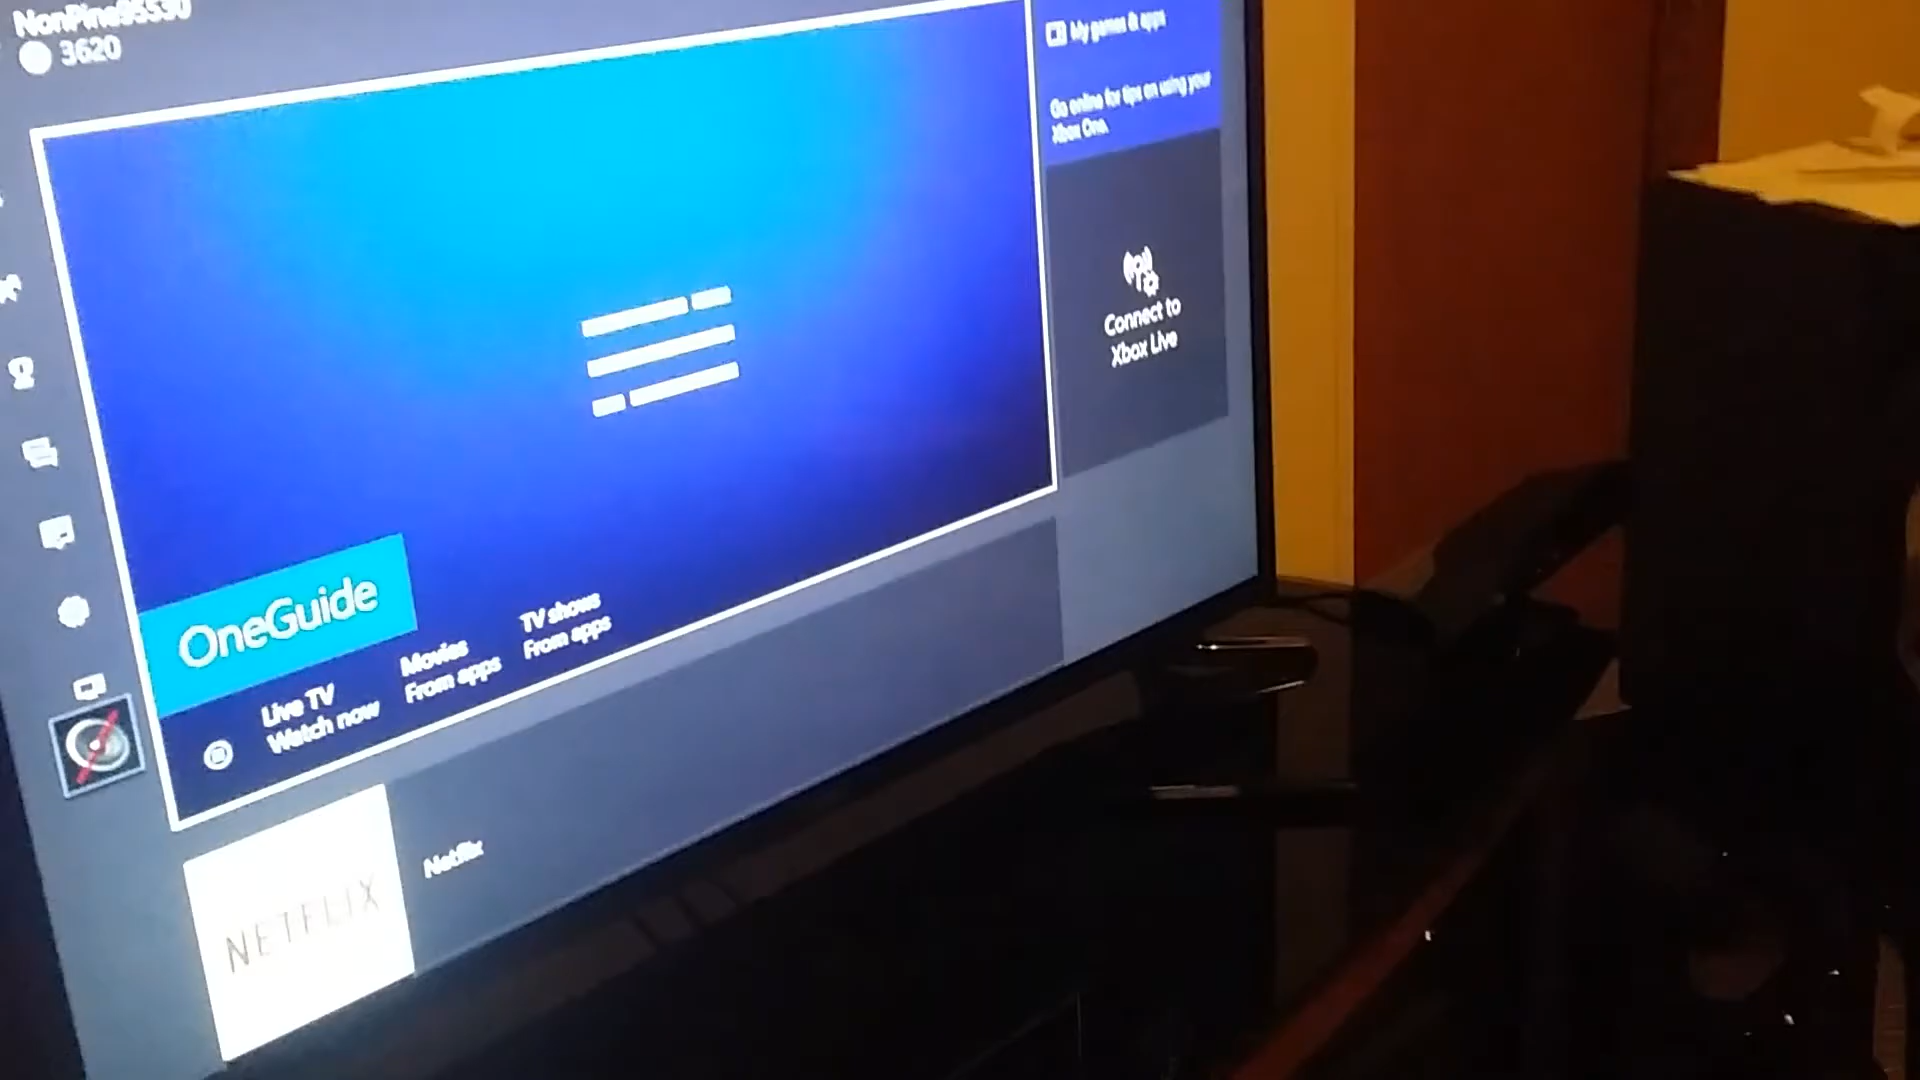 NonPine95530
3620
My games & apps
Go online for tips on using your
Xbox One.
Connect to
Xbox Live
OneGuide
Live TV
Watch now
Movies
From apps
TV shows
From apps
NETFLIX
Netflix